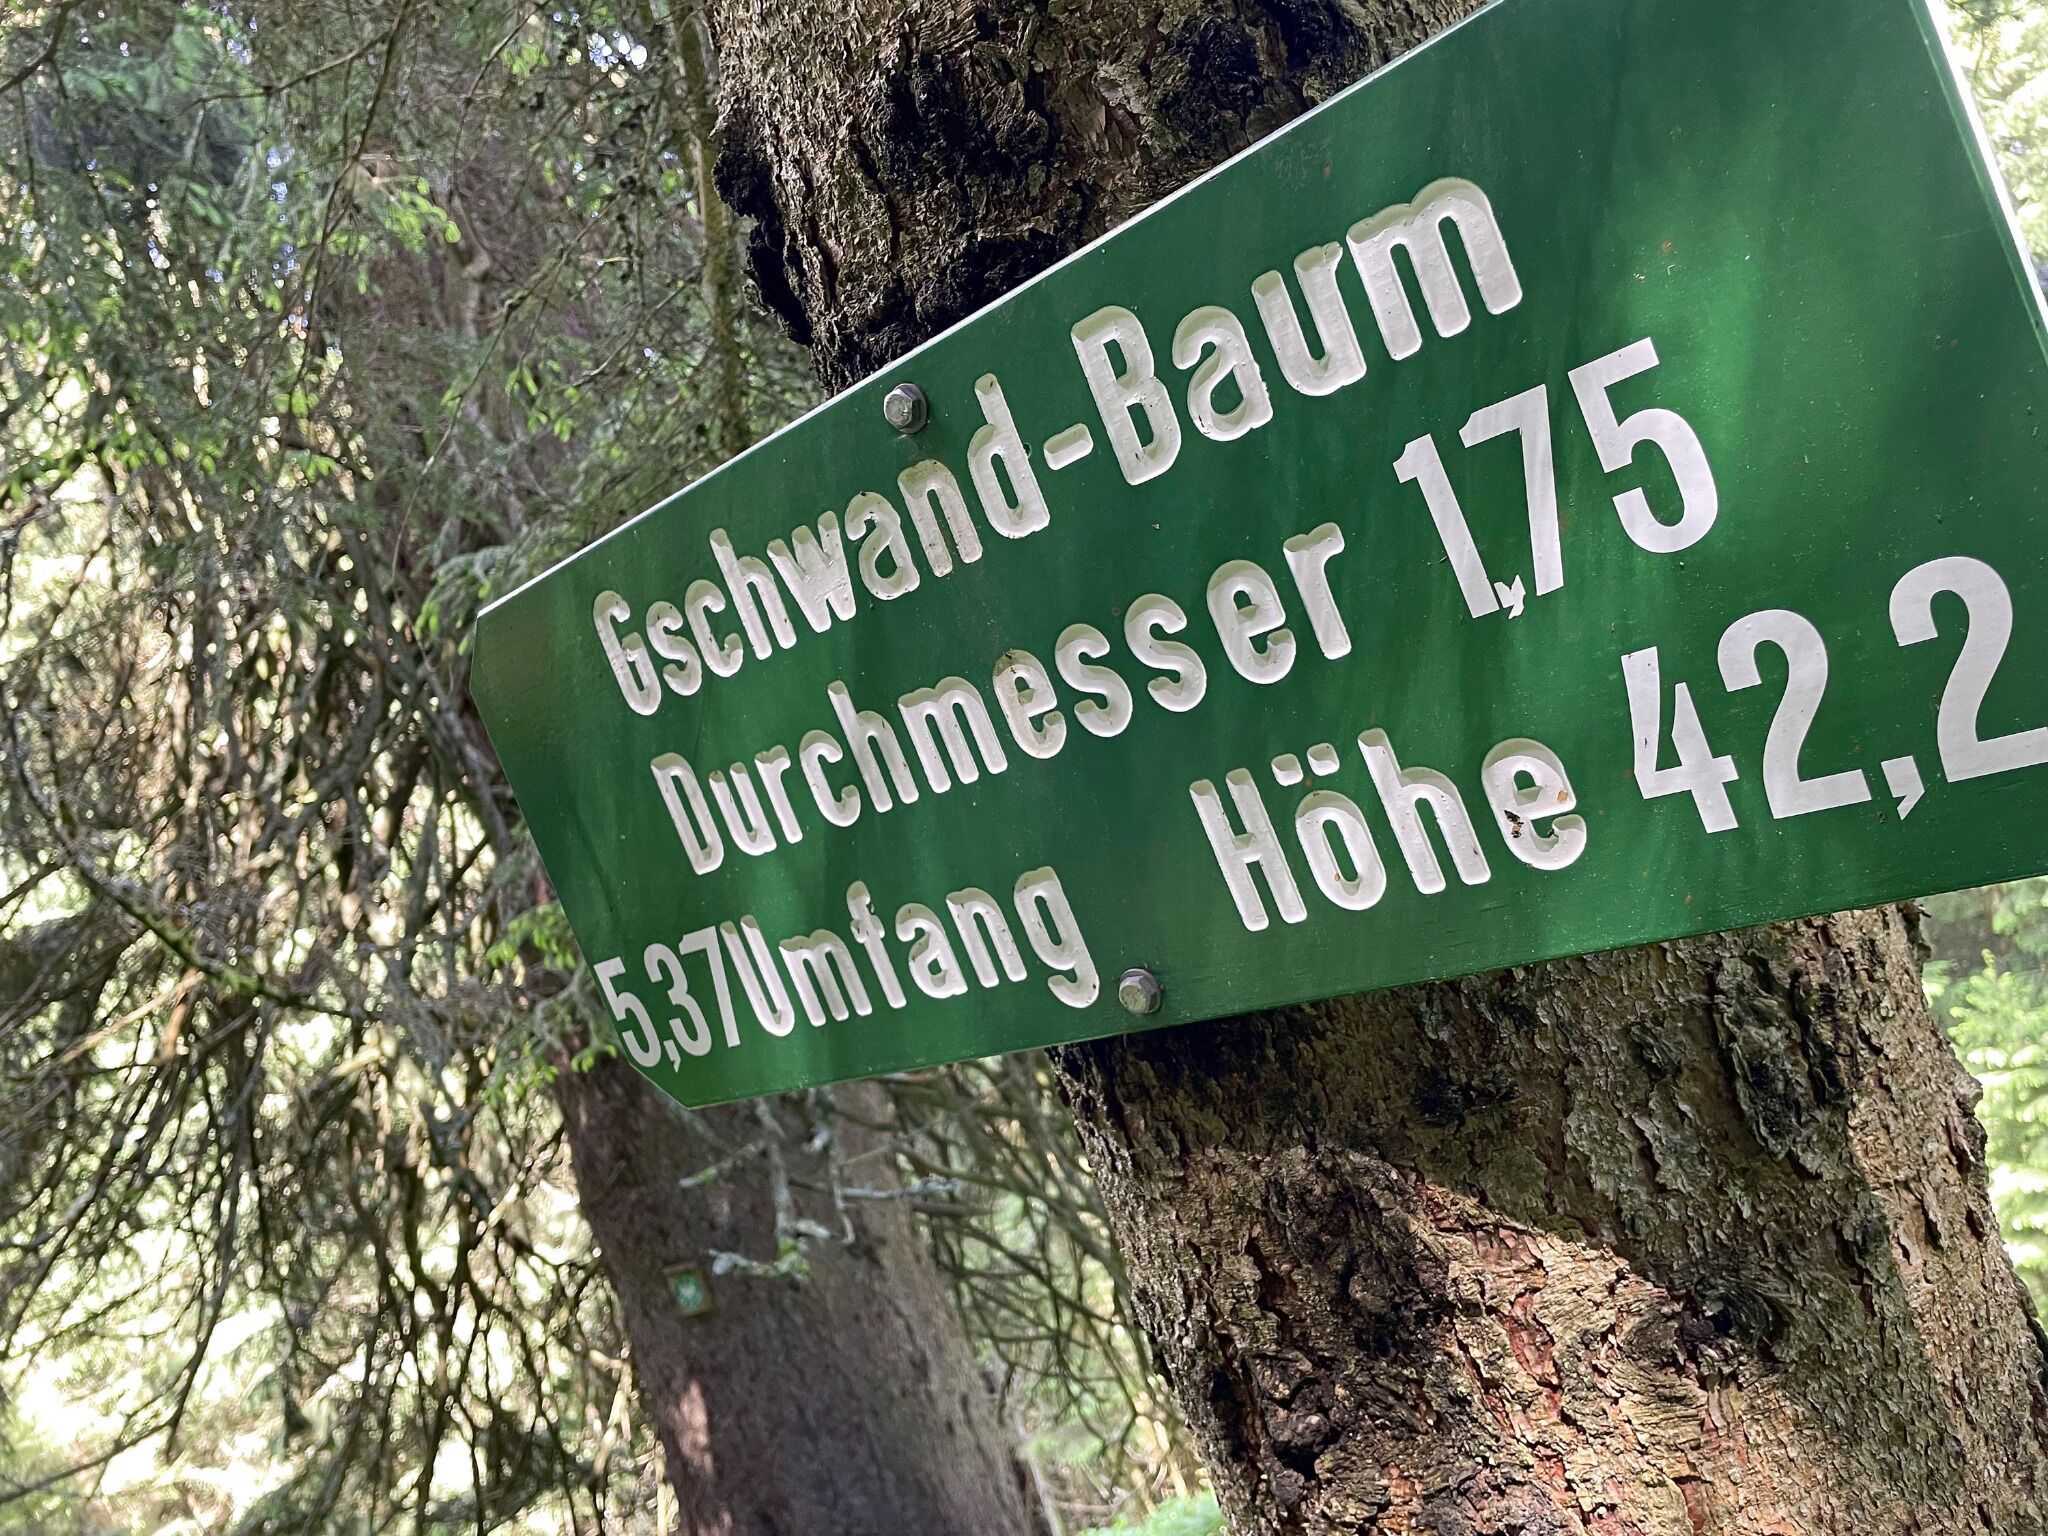 Gschwand-Baum
Durchmesser 1,75
5,37Umfang Höhe 42,2